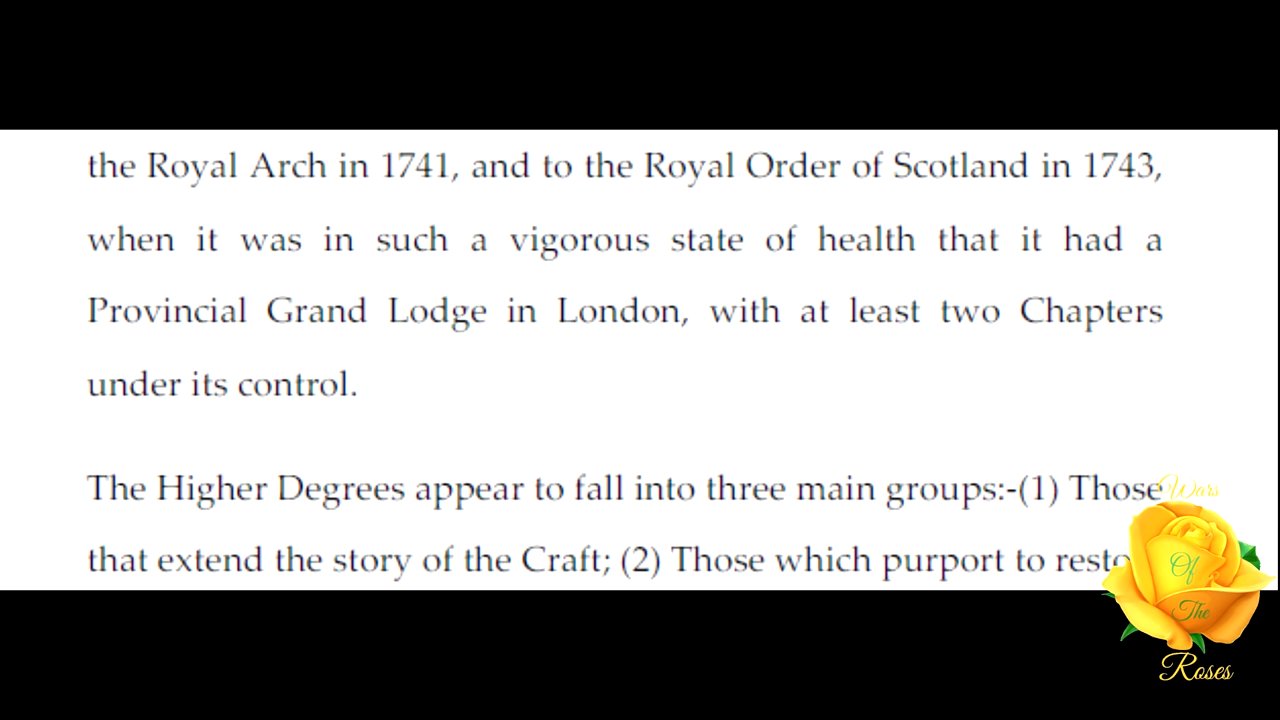 the Royal Arch in 1741, and to the Royal Order of Scotland in 1743,
when it was in such a vigorous state of health that it had a
Provincial Grand Lodge in London, with at least two Chapters
under its control.
The Higher Degrees appear to fall into three main groups:-(1) Those
that extend the story of the Craft; (2) Those which purport to
Wars
Of
The
Roses